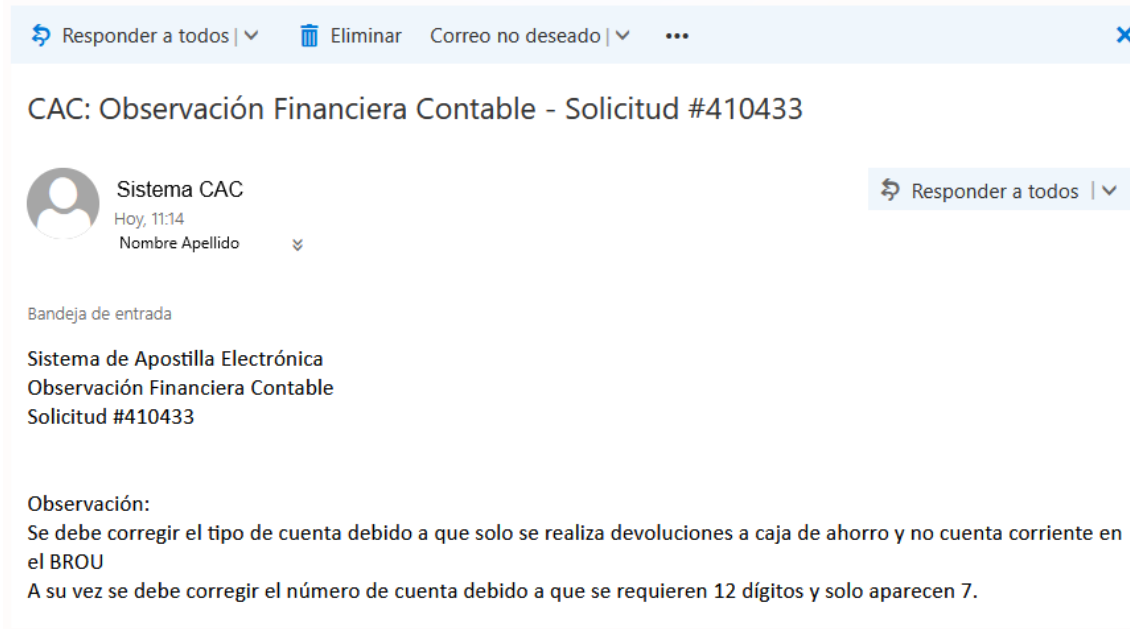 Responder a todos | Eliminar Correo no deseado | ...
CAC: Observación Financiera Contable - Solicitud #410433
Sistema CAC
Responder a todos |
Hoy, 11:14
Nombre Apellido
Bandeja de entrada
Sistema de Apostilla Electrónica
Observación Financiera Contable
Solicitud #410433
Observación:
Se debe corregir el tipo de cuenta debido a que solo se realiza devoluciones a caja de ahorro y no cuenta corriente en
el BROU
A su vez se debe corregir el número de cuenta debido a que se requieren 12 dígitos y solo aparecen 7.